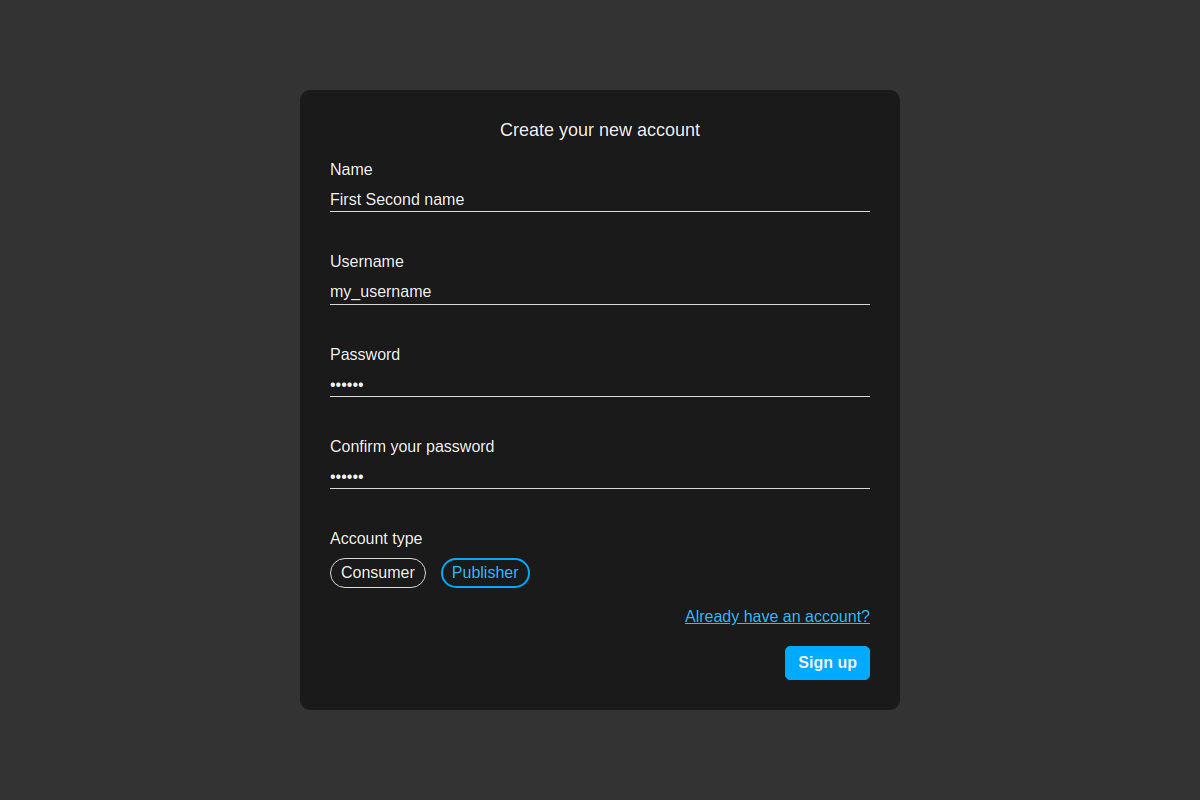 Create your new account
Name
First Second name
Username
my_username
Password
••••••
Confirm your password
••••••
Account type
Consumer Publisher
Already have an account?
Sign up